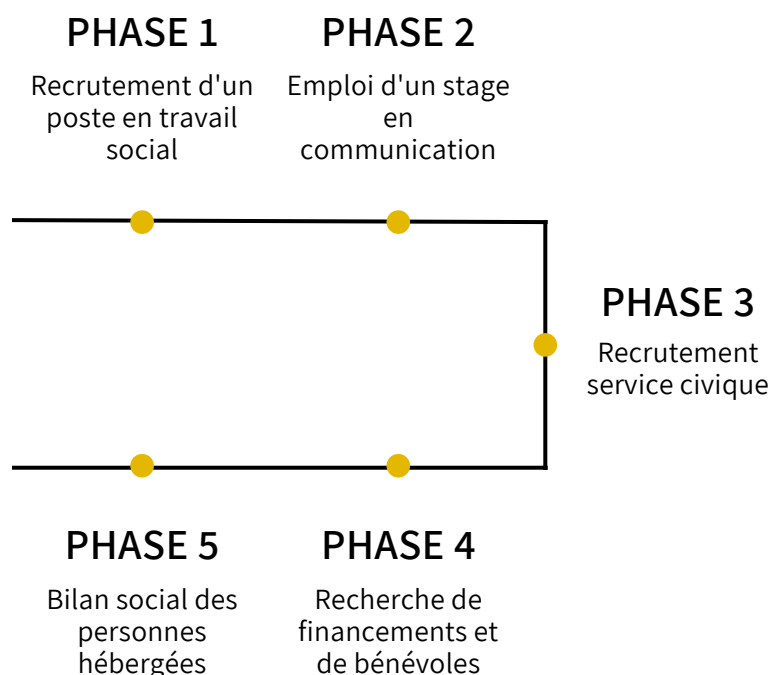 PHASE 1
Recrutement d'un
poste en travail
social
PHASE 2
Emploi d'un stage
en
communication
PHASE 3
Recrutement
service civique
PHASE 4
Recherche de
financements et
de bénévoles
PHASE 5
Bilan social des
personnes
hébergées